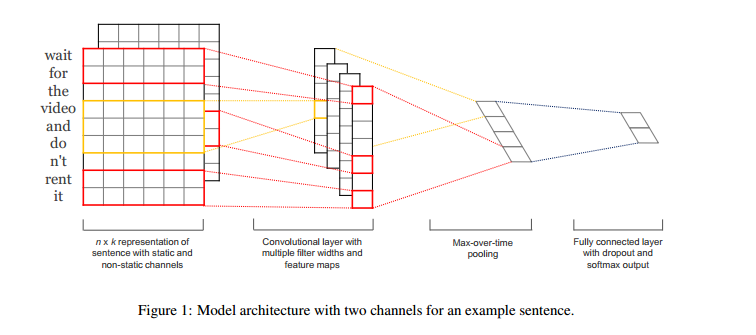 wait
for
the
video
and
do
n't
rent
it
n x k representation of
sentence with static and
non-static channels
Convolutional layer with
multiple filter widths and
feature maps
Max-over-time
pooling
Fully connected layer
with dropout and
softmax output
Figure 1: Model architecture with two channels for an example sentence.